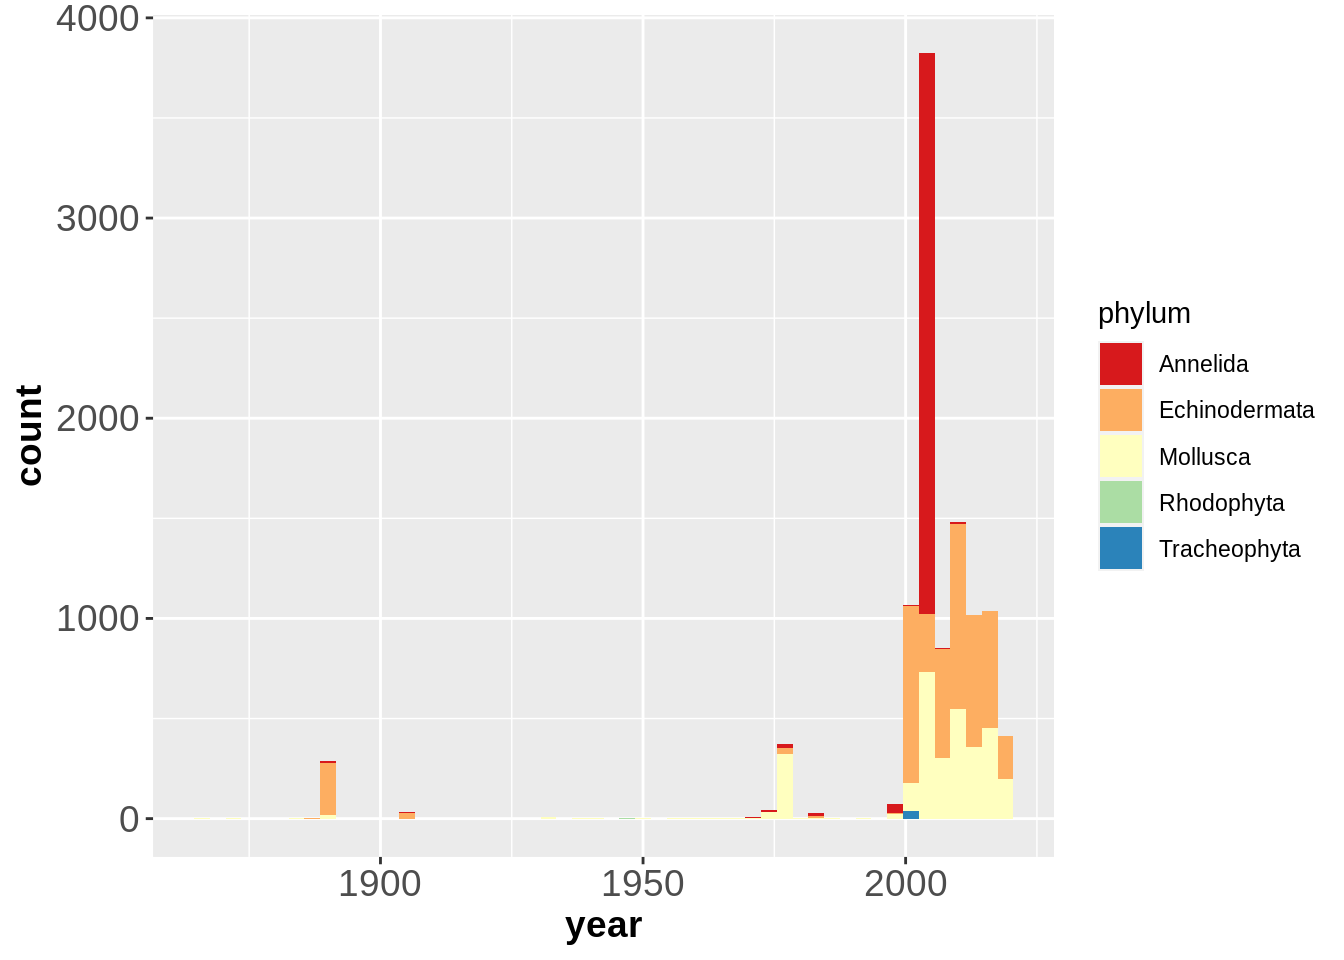 4000
3000
2000
1000
0
count
1900 1950 2000
year
phylum
Annelida
Echinodermata
Mollusca
Rhodophyta
Tracheophyta